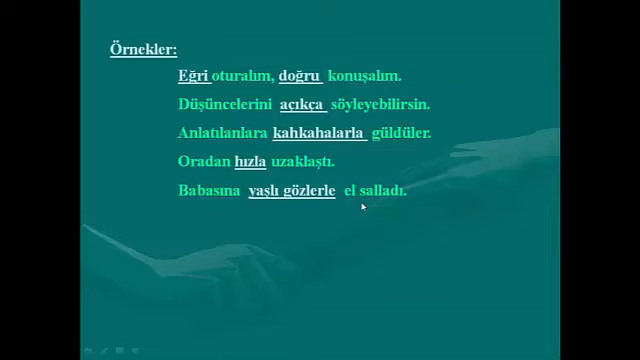 Örnekler:
Eğri oturalım, doğru konuşalım.
Düşüncelerini açıkça söyleyebilirsin.
Anlatılanlara kahkahalarla güldüler.
Oradan hızla uzaklaştı.
Babasına yaşlı gözlerle el salladı.